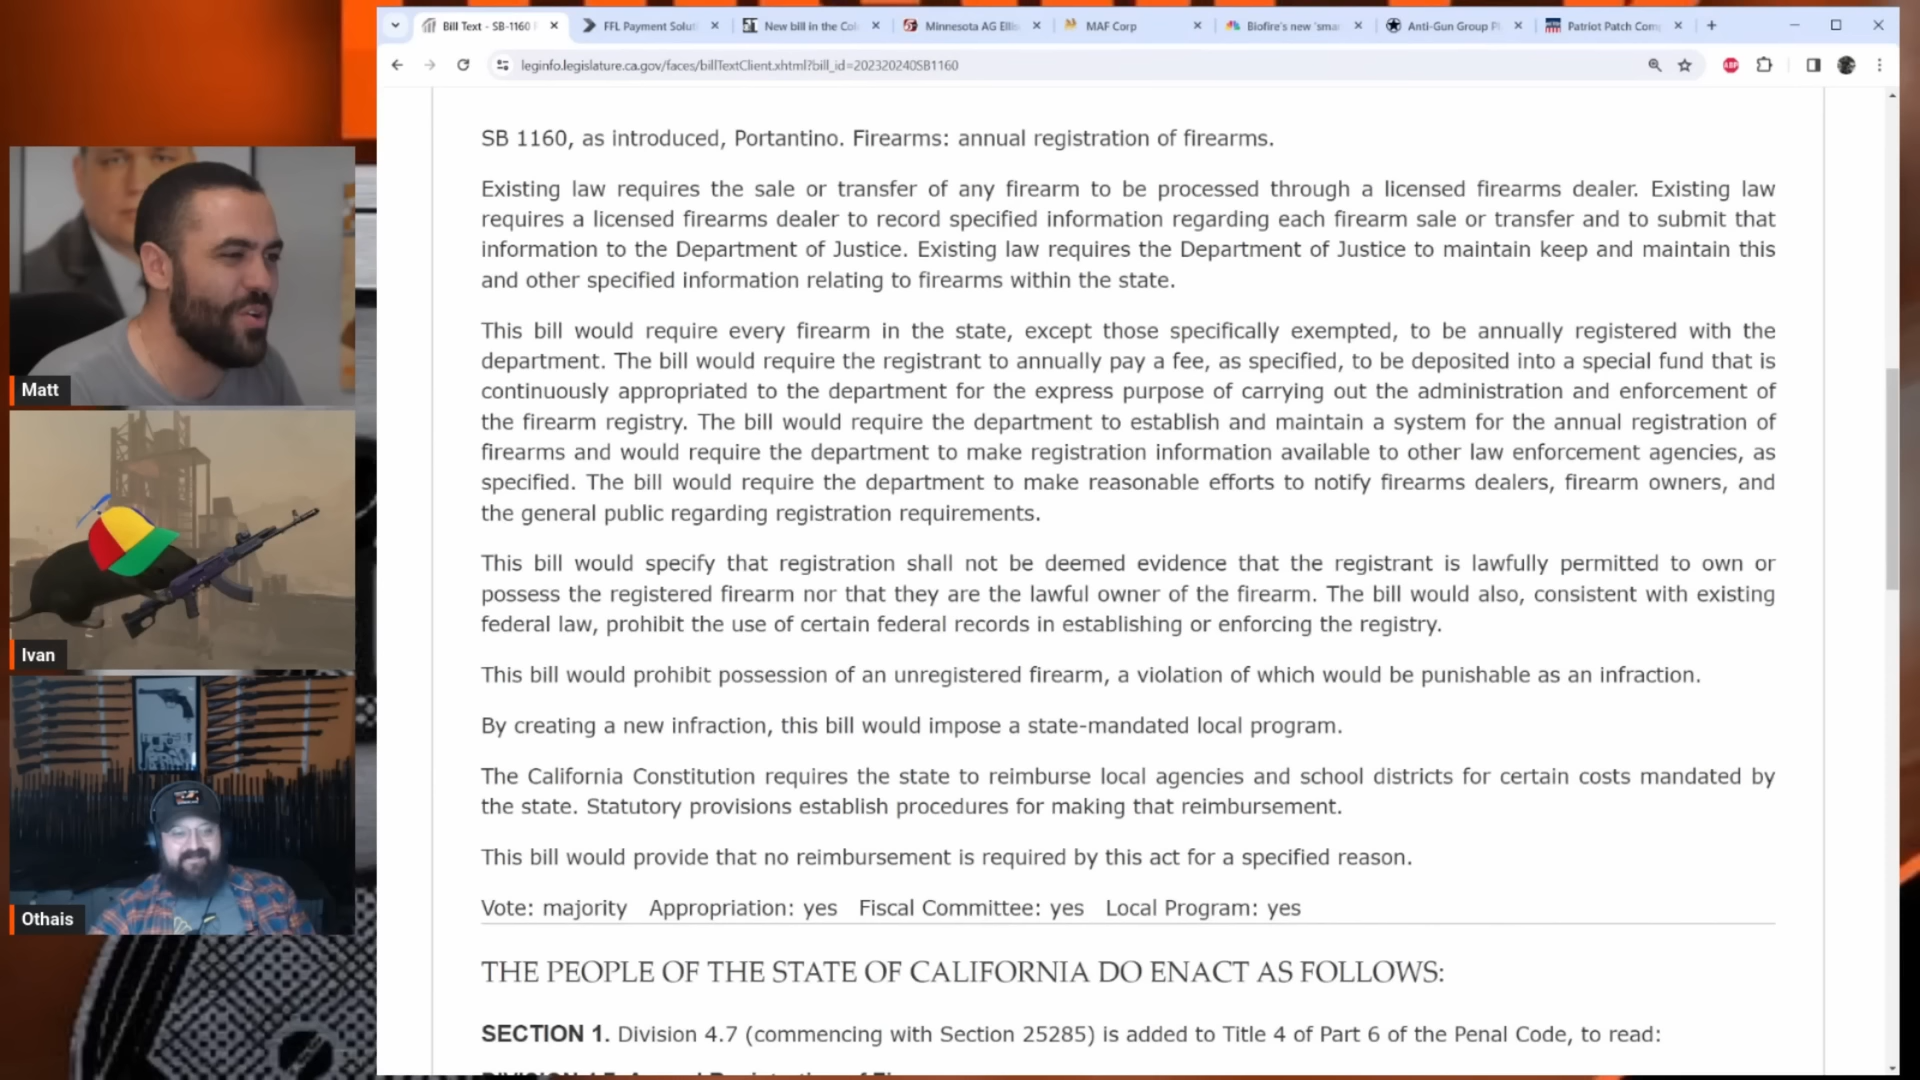 Bill Text - SB-1160
FFL Payment Solut
New bill in the Col
Minnesota AG Ellis
MAF Corp
Biofire's new 'sma
Anti-Gun Group Pl
Patriot Patch Com
leginfo.legislature.ca.gov/faces/billTextClient.xhtml?bill_id=202320240SB1160
ABP
SB 1160, as introduced, Portantino. Firearms: annual registration of firearms.
Existing law requires the sale or transfer of any firearm to be processed through a licensed firearms dealer. Existing law
requires a licensed firearms dealer to record specified information regarding each firearm sale or transfer and to submit that
information to the Department of Justice. Existing law requires the Department of Justice to maintain keep and maintain this
and other specified information relating to firearms within the state.
This bill would require every firearm in the state, except those specifically exempted, to be annually registered with the
department. The bill would require the registrant to annually pay a fee, as specified, to be deposited into a special fund that is
continuously appropriated to the department for the express purpose of carrying out the administration and enforcement of
the firearm registry. The bill would require the department to establish and maintain a system for the annual registration of
firearms and would require the department to make registration information available to other law enforcement agencies, as
specified. The bill would require the department to make reasonable efforts to notify firearms dealers, firearm owners, and
the general public regarding registration requirements.
This bill would specify that registration shall not be deemed evidence that the registrant is lawfully permitted to own or
possess the registered firearm nor that they are the lawful owner of the firearm. The bill would also, consistent with existing
federal law, prohibit the use of certain federal records in establishing or enforcing the registry.
This bill would prohibit possession of an unregistered firearm, a violation of which would be punishable as an infraction.
By creating a new infraction, this bill would impose a state-mandated local program.
The California Constitution requires the state to reimburse local agencies and school districts for certain costs mandated by
the state. Statutory provisions establish procedures for making that reimbursement.
This bill would provide that no reimbursement is required by this act for a specified reason.
Vote: majority Appropriation: yes Fiscal Committee: yes Local Program: yes
THE PEOPLE OF THE STATE OF CALIFORNIA DO ENACT AS FOLLOWS:
SECTION 1. Division 4.7 (commencing with Section 25285) is added to Title 4 of Part 6 of the Penal Code, to read:
Matt
Ivan
Othais